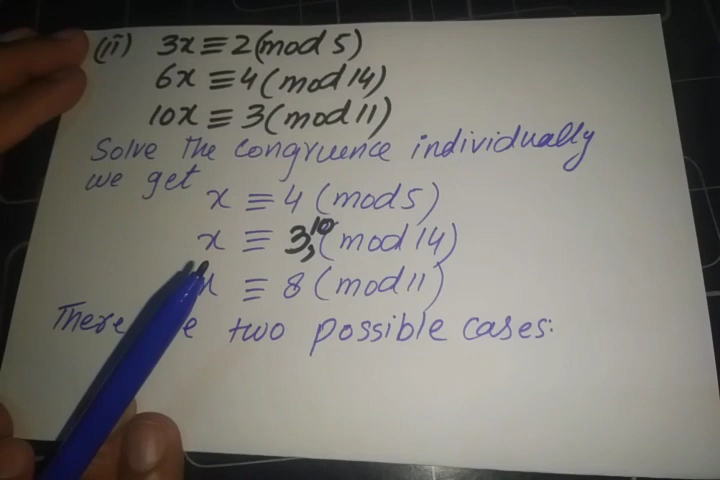 (ii) 3x ≡ 2 (mod 5)
6x ≡ 4 (mod 14)
10x ≡ 3 (mod 11)
Solve the congruence individually
we get
x ≡ 4 (mod 5)
x ≡ 3, 10 (mod 14)
x ≡ 8 (mod 11)
There two possible cases: